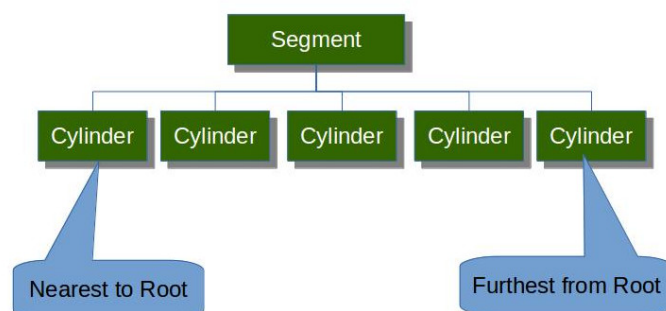 Segment
Cylinder Cylinder Cylinder Cylinder Cylinder
Nearest to Root
Furthest from Root